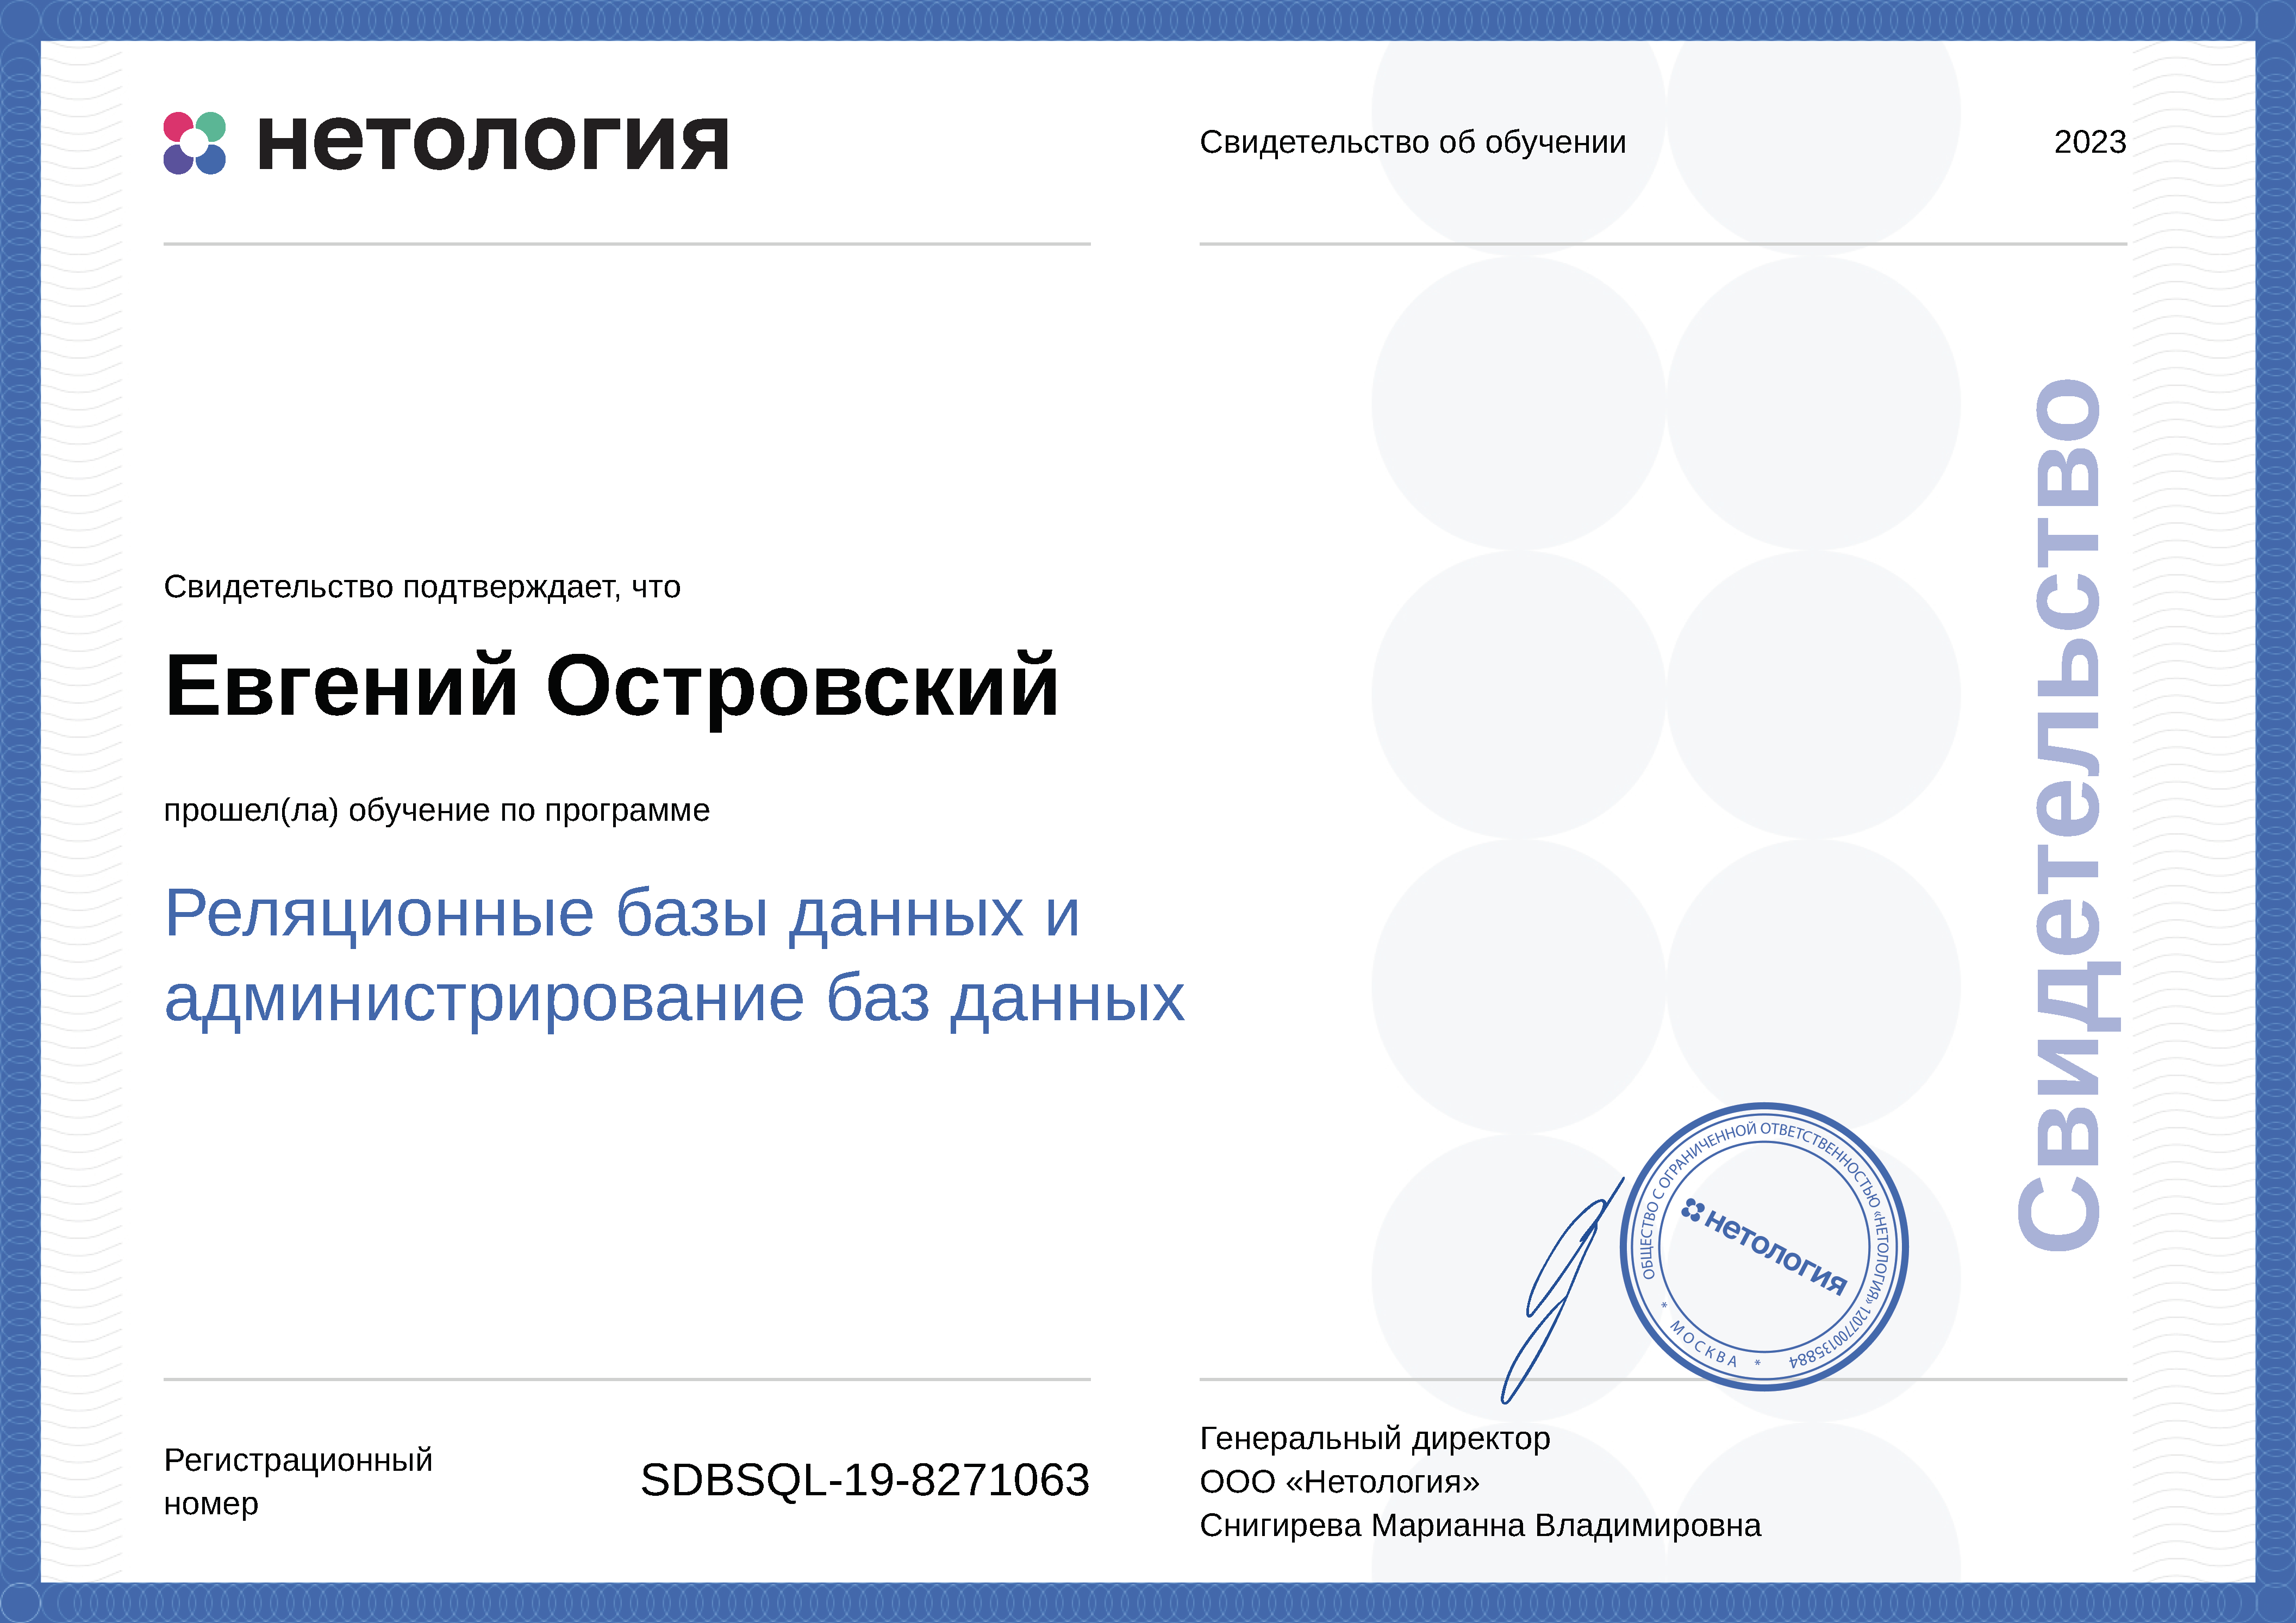 нетология
Свидетельство об обучении
2023
Свидетельство подтверждает, что
Евгений Островский
прошел(ла) обучение по программе
Реляционные базы данных и
администрирование баз данных
Свидетельство
ОБЩЕСТВО С ОГРАНИЧЕННОЙ ОТВЕТСТВЕННОСТЬЮ «НЕТОЛОГИЯ» 1207700135884
* МОСКВА *
нетология
Регистрационный
номер
SDBSQL-19-8271063
Генеральный директор
ООО «Нетология»
Снигирева Марианна Владимировна